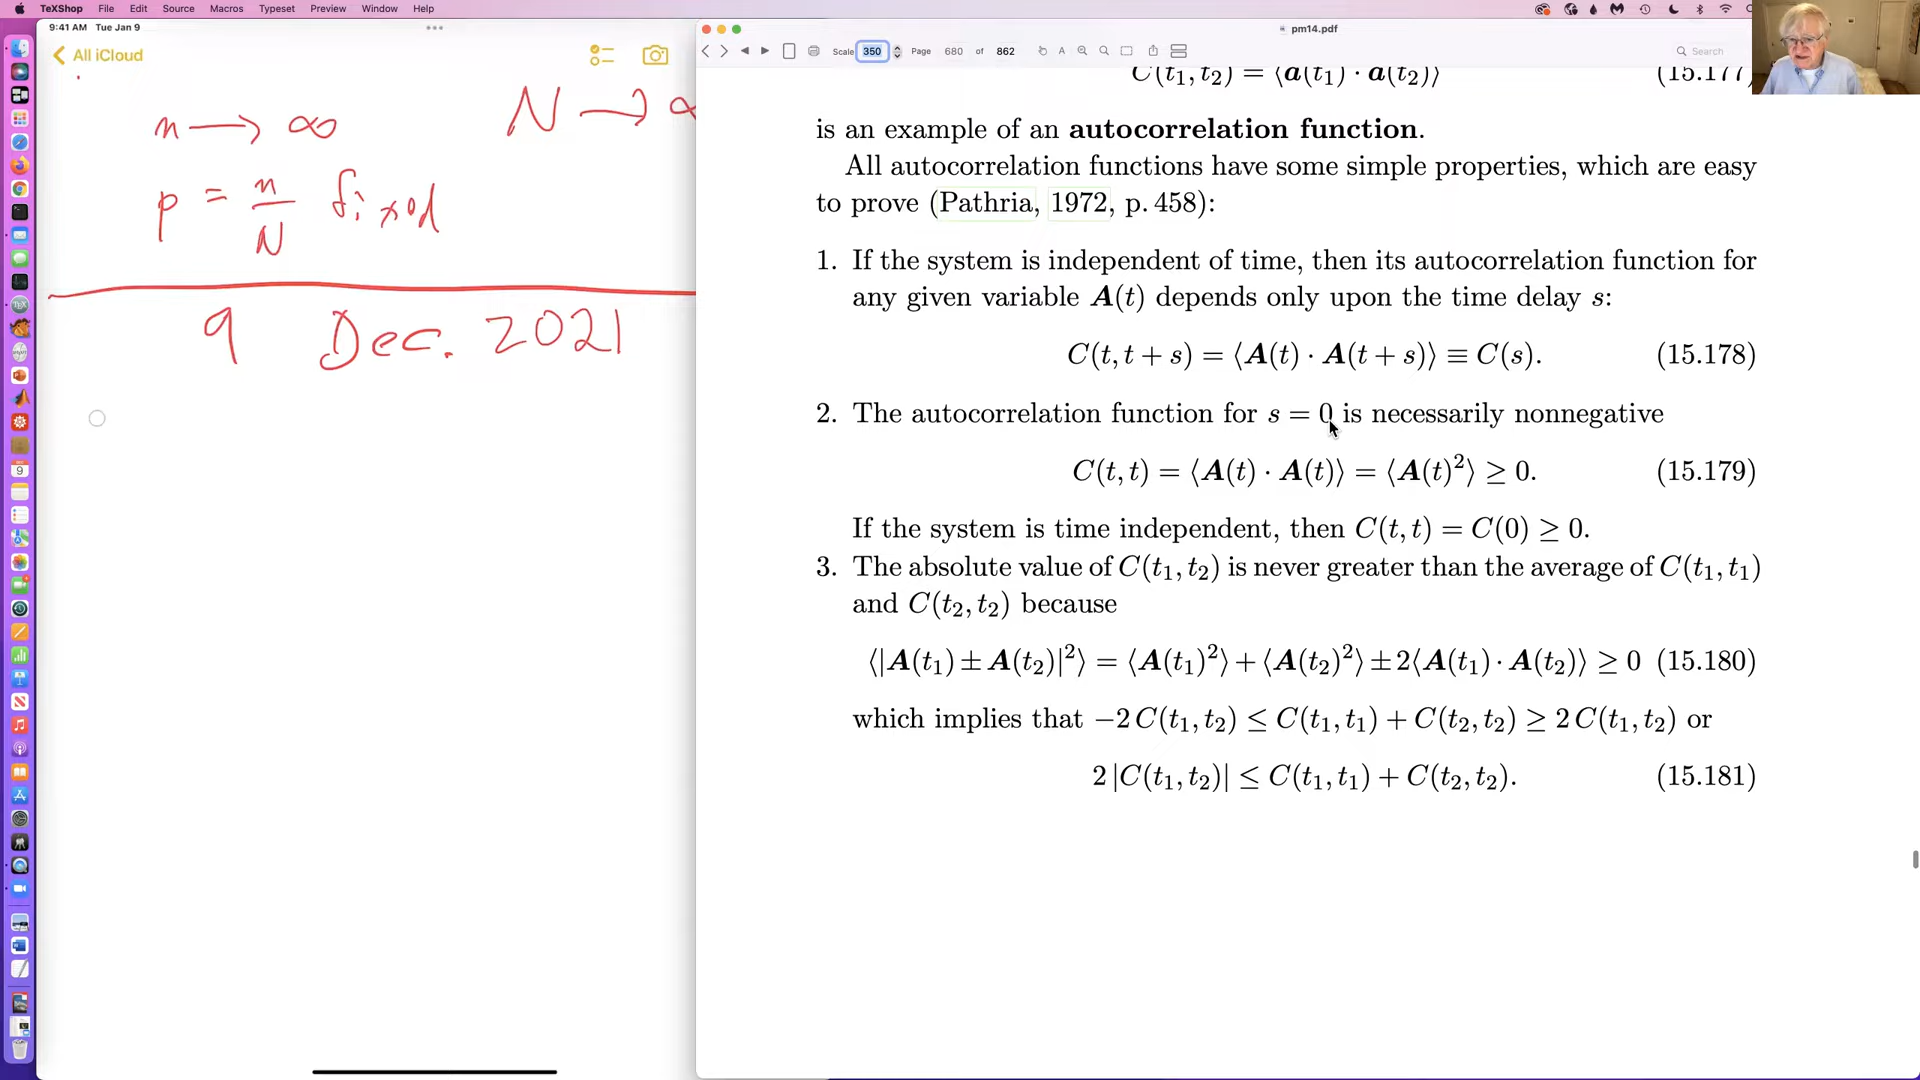 TeXShop File Edit Source Macros Typeset Preview Window Help
9:41 AM Tue Jan 9
All iCloud
n → ∞ N → ∞
p = n/N fixed
9 Dec. 2021
pm14.pdf
Scale 350 Page 680 of 862 Search
C(t₁, t₂) = ⟨a(t₁) · a(t₂)⟩ (15.177)
is an example of an autocorrelation function.
All autocorrelation functions have some simple properties, which are easy
to prove (Pathria, 1972, p. 458):
1. If the system is independent of time, then its autocorrelation function for
any given variable A(t) depends only upon the time delay s:
C(t, t + s) = ⟨A(t) · A(t + s)⟩ ≡ C(s). (15.178)
2. The autocorrelation function for s = 0 is necessarily nonnegative
C(t, t) = ⟨A(t) · A(t)⟩ = ⟨A(t)²⟩ ≥ 0. (15.179)
If the system is time independent, then C(t, t) = C(0) ≥ 0.
3. The absolute value of C(t₁, t₂) is never greater than the average of C(t₁, t₁)
and C(t₂, t₂) because
⟨|A(t₁) ± A(t₂)|²⟩ = ⟨A(t₁)²⟩ + ⟨A(t₂)²⟩ ± 2⟨A(t₁) · A(t₂)⟩ ≥ 0 (15.180)
which implies that −2 C(t₁, t₂) ≤ C(t₁, t₁) + C(t₂, t₂) ≥ 2 C(t₁, t₂) or
2 |C(t₁, t₂)| ≤ C(t₁, t₁) + C(t₂, t₂). (15.181)